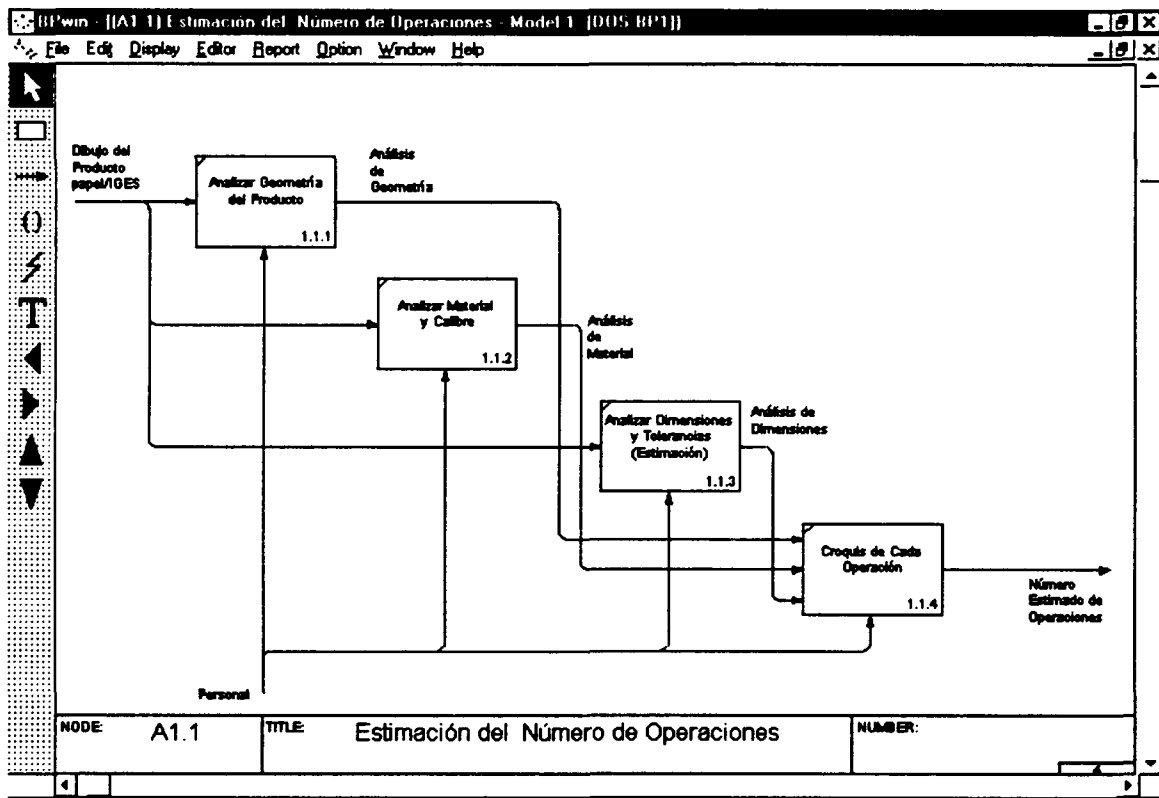 BPwin - [(A1.1) Estimación del Número de Operaciones - Model 1 [DOS-BP1]]
File Edit Display Editor Report Option Window Help
Dibujo del
Producto
papel/IGES
Analizar Geometría
del Producto
1.1.1
Análisis
de
Geometría
Analizar Material
y Calibre
1.1.2
Análisis
de
Material
Analizar Dimensiones
y Tolerancias
(Estimación)
1.1.3
Análisis de
Dimensiones
Croquis de Cada
Operación
1.1.4
Número
Estimado de
Operaciones
Personal
NODE: A1.1
TITLE: Estimación del Número de Operaciones
NUMBER:
T